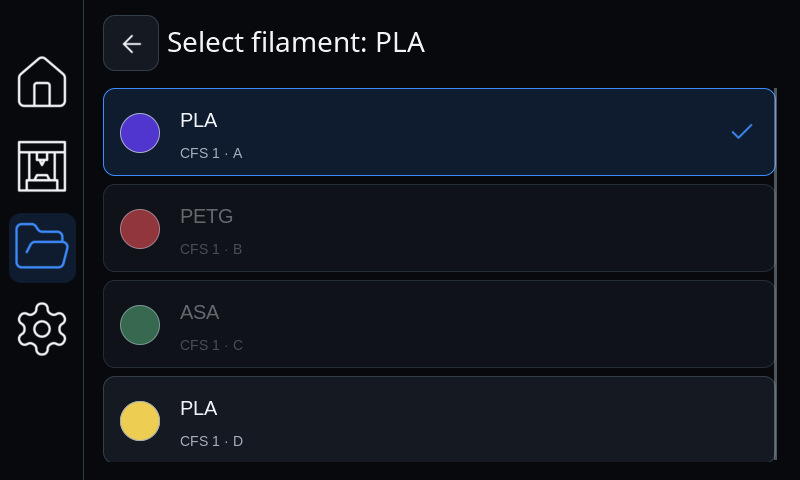 Select filament: PLA
PLA
CFS 1 · A
PETG
CFS 1 · B
ASA
CFS 1 · C
PLA
CFS 1 · D